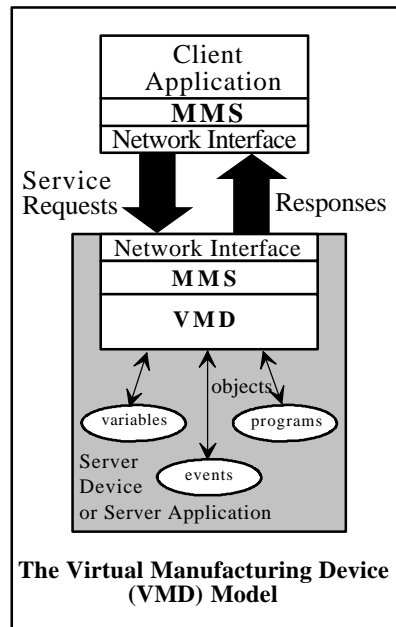 Client
Application
MMS
Network Interface
Service
Requests
Responses
Network Interface
MMS
VMD
objects
variables
programs
events
Server
Device
or Server Application
The Virtual Manufacturing Device
(VMD) Model